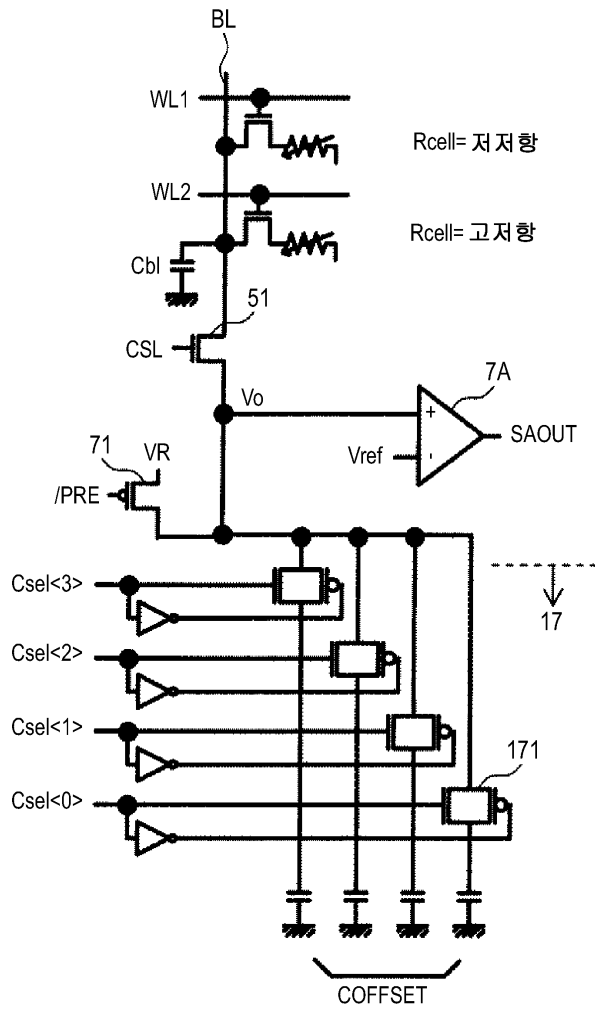 BL
WL1
Rcell= 저저항
WL2
Rcell= 고저항
Cbl
51
CSL
7A
Vo
+
SAOUT
Vref
-
71
VR
/PRE
Csel<3>
17
Csel<2>
Csel<1>
171
Csel<0>
COFFSET